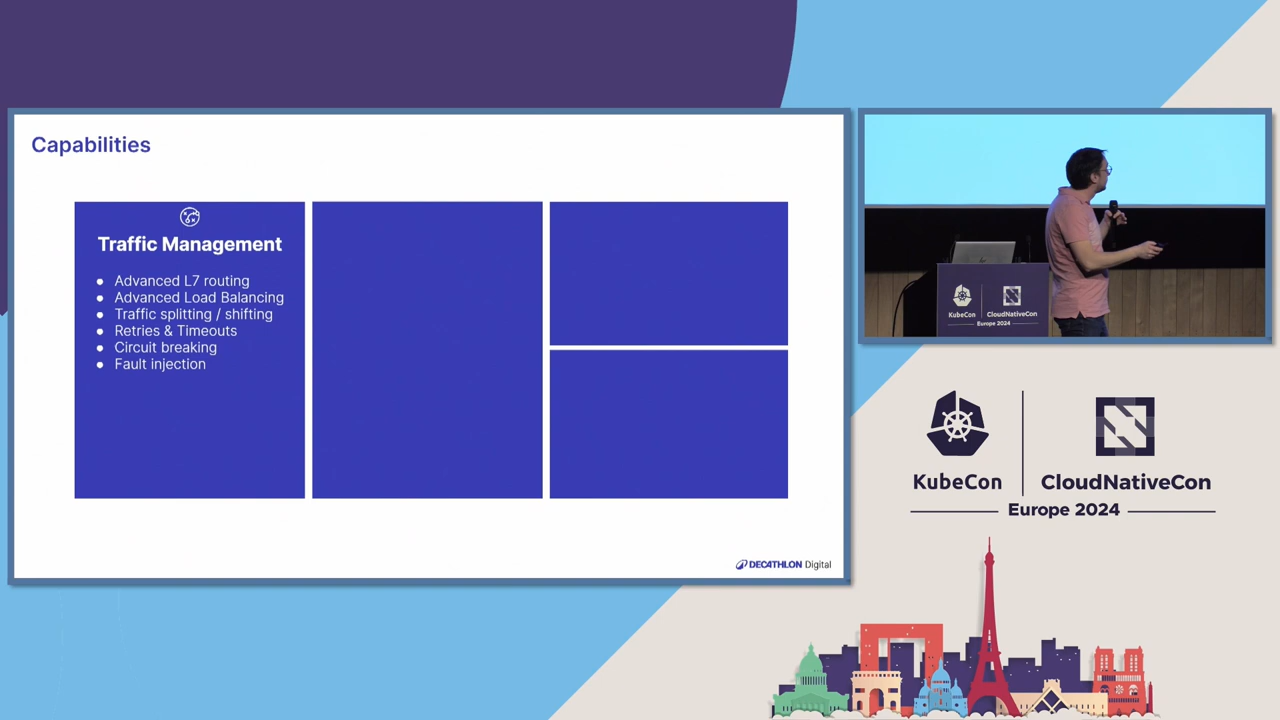 Capabilities
Traffic Management
Advanced L7 routing
Advanced Load Balancing
Traffic splitting / shifting
Retries & Timeouts
Circuit breaking
Fault injection
DECATHLON Digital
KubeCon
CloudNativeCon
Europe 2024
KubeCon
CloudNativeCon
Europe 2024